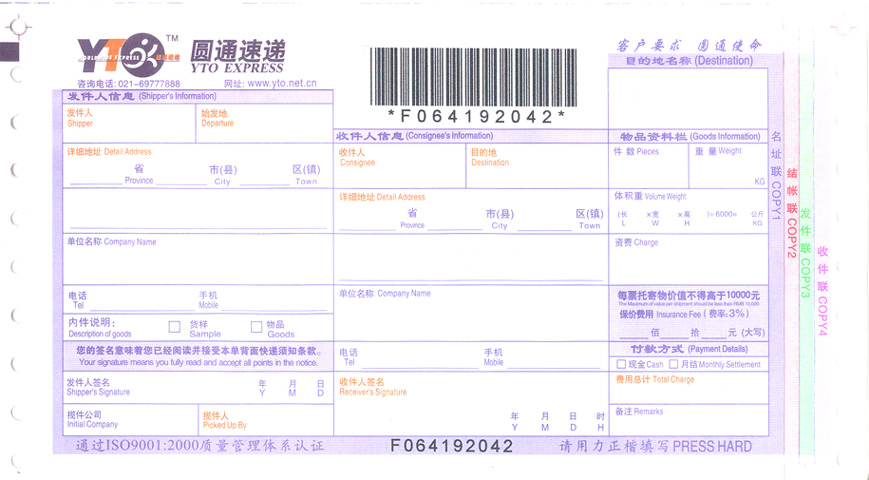 YTO TM
WORLDWIDE EXPRESS 圆通速递
圆通速递
YTO EXPRESS
咨询电话: 021-69777888
网址: www.yto.net.cn
*F064192042*
客户要求 圆通使命
目的地名称 (Destination)
发件人信息 (Shipper's Information)
发件人
Shipper
始发地
Departure
详细地址 Detail Address
省 市(县) 区(镇)
Province City Town
单位名称 Company Name
电话 手机
Tel Mobile
内件说明: 货样 物品
Description of goods Sample Goods
您的签名意味着您已经阅读并接受本单背面快递须知条款。
Your signature means you fully read and accept all points in the notice.
发件人签名 年 月 日
Shipper's Signature Y M D
揽件公司
Initial Company
揽件人
Picked Up By
收件人信息 (Consignee's Information)
收件人
Consignee
目的地
Destination
详细地址 Detail Address
省 市(县) 区(镇)
Province City Town
单位名称 Company Name
电话 手机
Tel Mobile
收件人签名
Receiver's Signature
年 月 日 时
Y M D H
物品资料栏 (Goods Information)
件 数 Pieces
重 量 Weight
KG
体积重 Volume Weight
(长 ×宽 ×高 )÷6000= 公斤
L W H KG
资费 Charge
每票托寄物价值不得高于10000元
The Maximum of value per shipment should be less than RMB 10,000
保价费用 Insurance Fee (费率:3%)
佰 拾 元 (大写)
付款方式 (Payment Details)
现金 Cash 月结 Monthly Settlement
费用总计 Total Charge
备注 Remarks
名址联 COPY1
结帐联 COPY2
发件联 COPY3
收件联 COPY4
通过ISO9001:2000质量管理体系认证
F064192042
请用力正楷填写 PRESS HARD